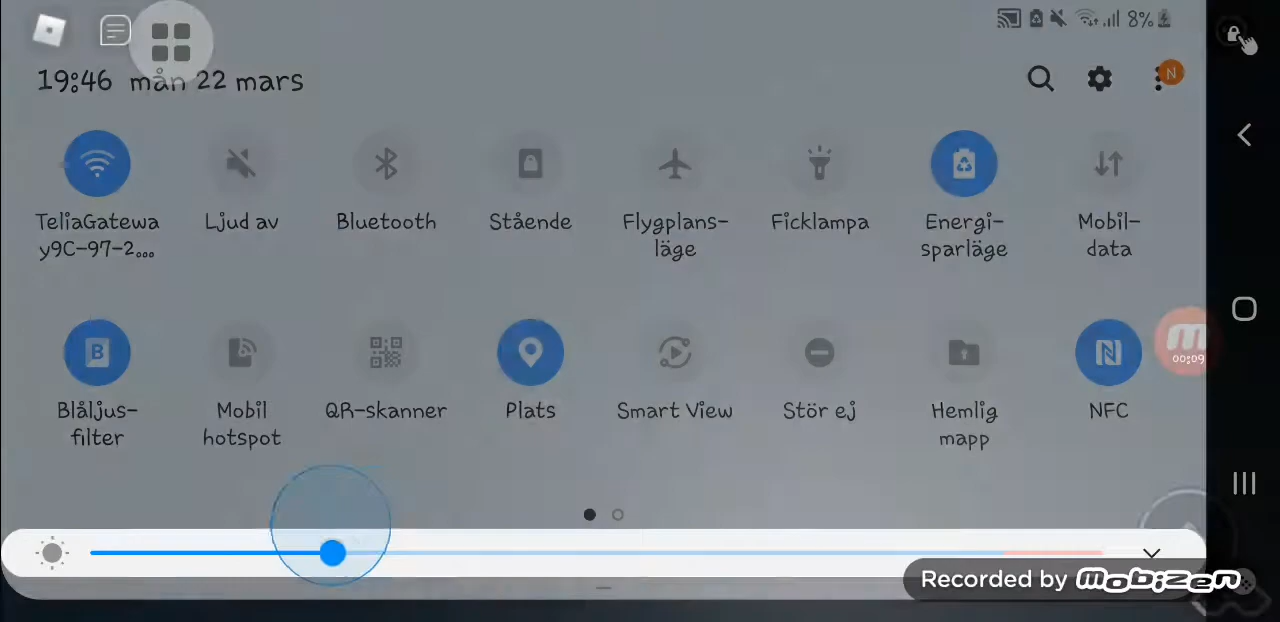 8%
19:46 mån 22 mars
N
TeliaGatewa
y9C-97-2...
Ljud av
Bluetooth
Stående
Flygplans-
läge
Ficklampa
Energi-
sparläge
Mobil-
data
Blåljus-
filter
Mobil
hotspot
QR-skanner
Plats
Smart View
Stör ej
Hemlig
mapp
NFC
00:09
Recorded by mobizen